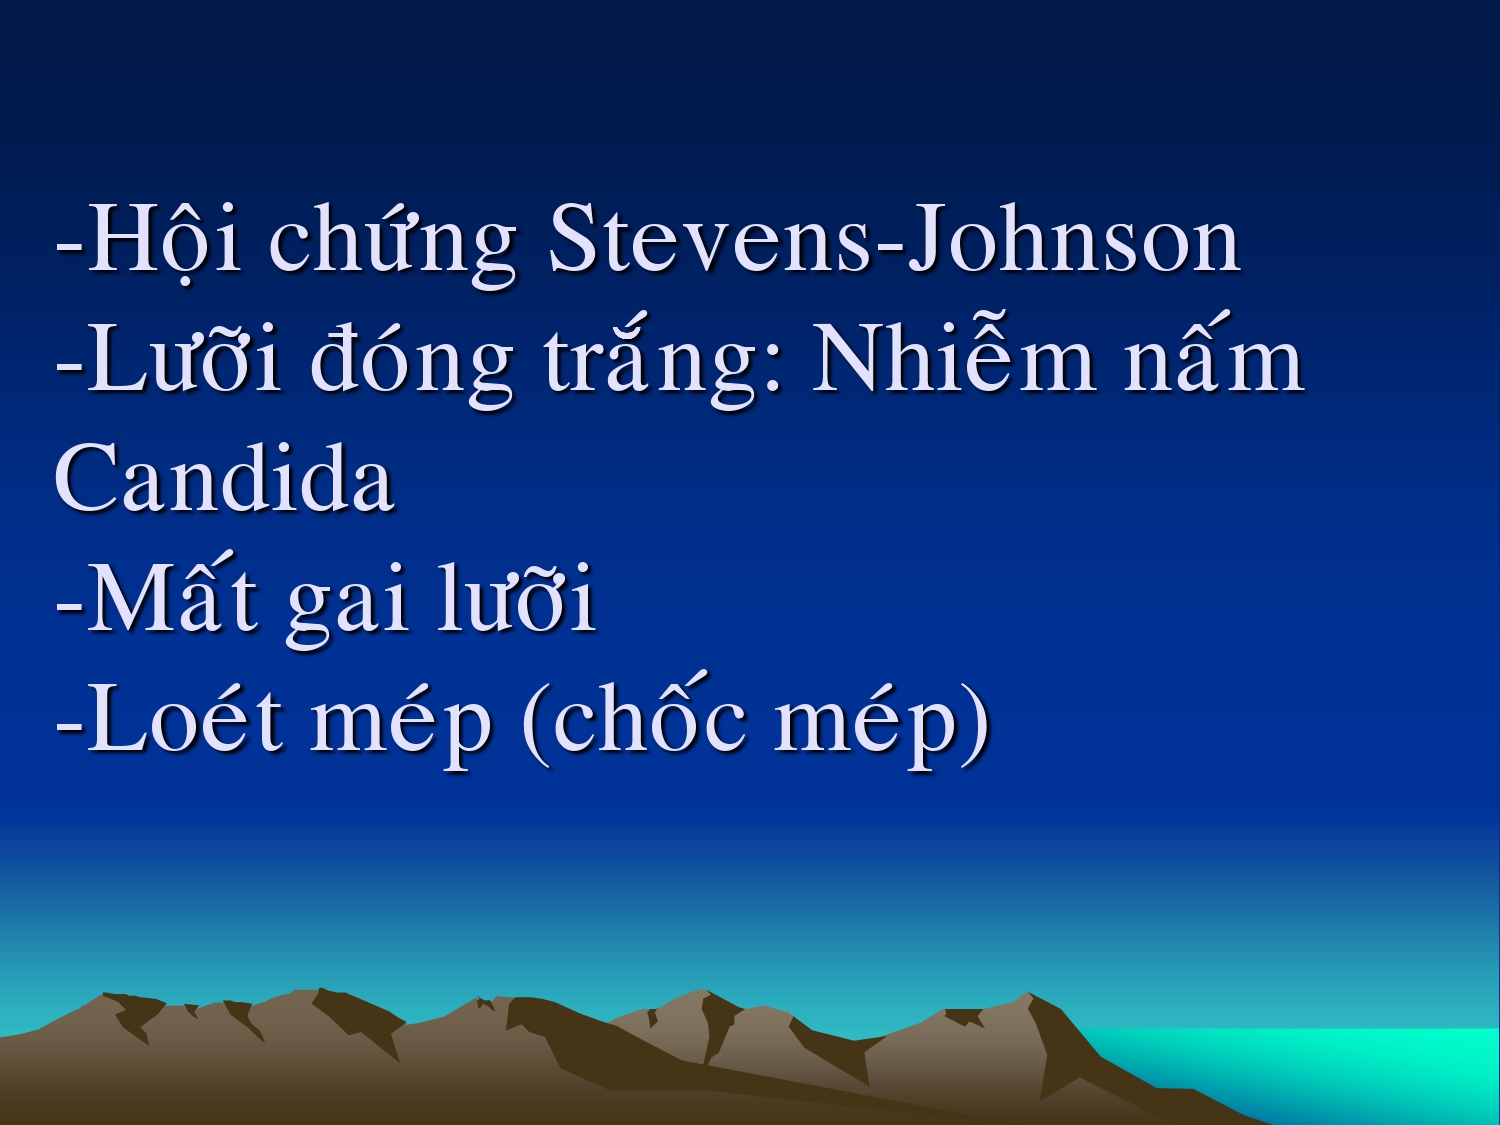 -Hội chứng Stevens-Johnson
-Lưỡi đóng trắng: Nhiễm nấm
Candida
-Mất gai lưỡi
-Loét mép (chốc mép)